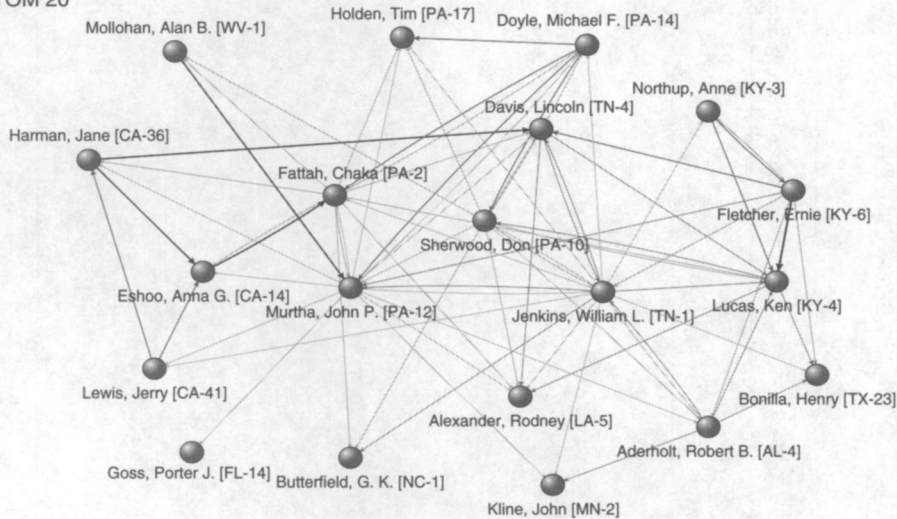 TOM 20
Holden, Tim [PA-17]
Doyle, Michael F. [PA-14]
Mollohan, Alan B. [WV-1]
Northup, Anne [KY-3]
Davis, Lincoln [TN-4]
Harman, Jane [CA-36]
Fattah, Chaka [PA-2]
Fletcher, Ernie [KY-6]
Sherwood, Don [PA-10]
Eshoo, Anna G. [CA-14]
Murtha, John P. [PA-12]
Jenkins, William L. [TN-1]
Lucas, Ken [KY-4]
Lewis, Jerry [CA-41]
Bonilla, Henry [TX-23]
Alexander, Rodney [LA-5]
Aderholt, Robert B. [AL-4]
Goss, Porter J. [FL-14]
Butterfield, G. K. [NC-1]
Kline, John [MN-2]